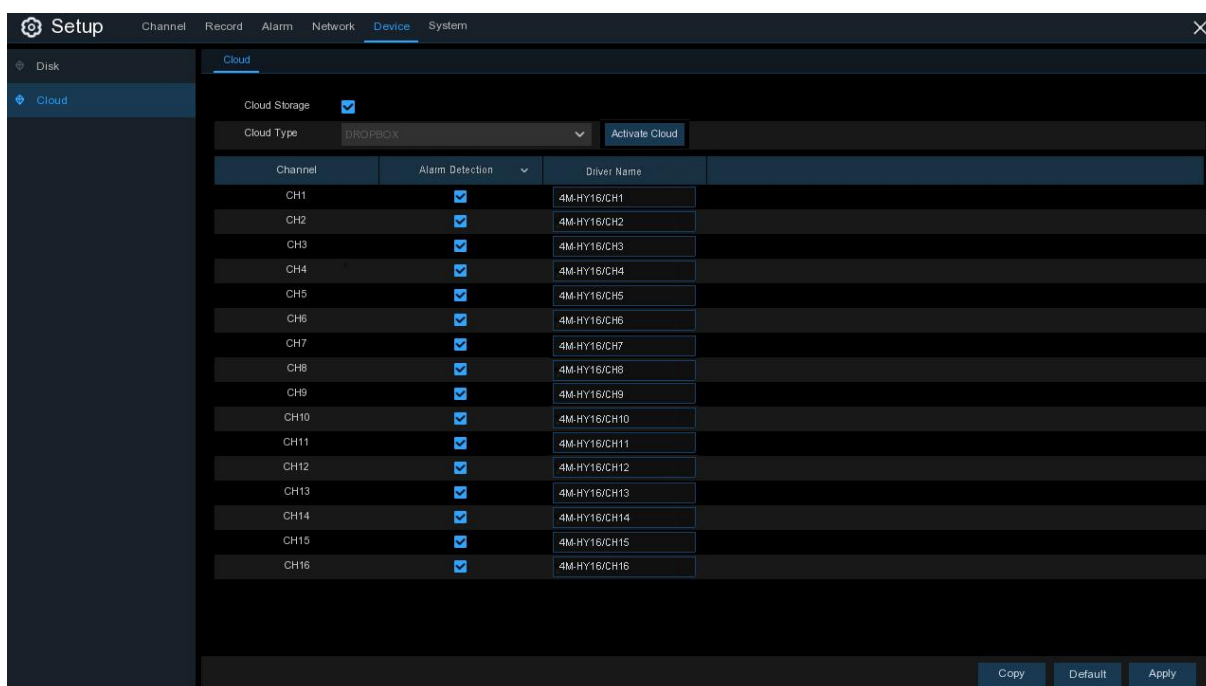 Setup Channel Record Alarm Network Device System
Disk
Cloud
Cloud
Cloud Storage
Cloud Type DROPBOX Activate Cloud
Channel Alarm Detection Driver Name
CH1 4M-HY16/CH1
CH2 4M-HY16/CH2
CH3 4M-HY16/CH3
CH4 4M-HY16/CH4
CH5 4M-HY16/CH5
CH6 4M-HY16/CH6
CH7 4M-HY16/CH7
CH8 4M-HY16/CH8
CH9 4M-HY16/CH9
CH10 4M-HY16/CH10
CH11 4M-HY16/CH11
CH12 4M-HY16/CH12
CH13 4M-HY16/CH13
CH14 4M-HY16/CH14
CH15 4M-HY16/CH15
CH16 4M-HY16/CH16
Copy Default Apply